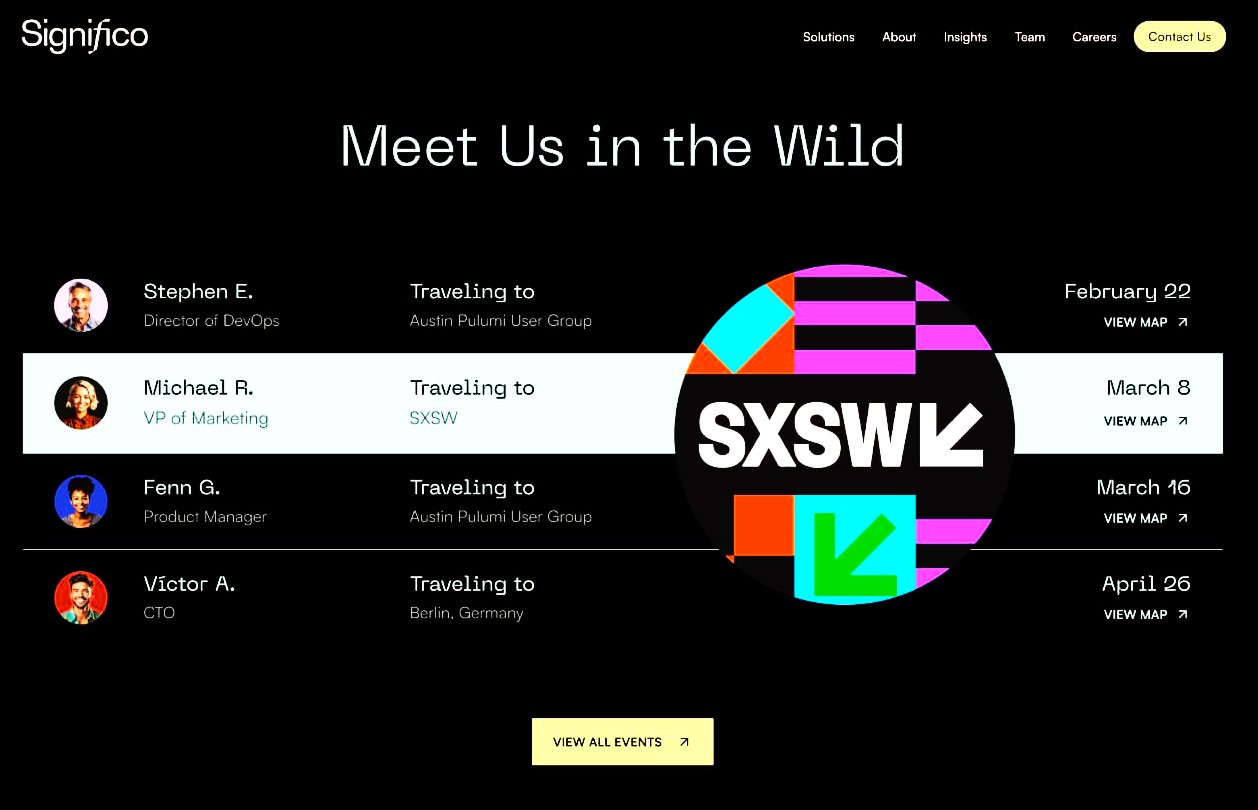 Significo
Solutions About Insights Team Careers Contact Us
Meet Us in the Wild
Stephen E. Traveling to February 22
Director of DevOps Austin Pulumi User Group VIEW MAP
Michael R. Traveling to March 8
VP of Marketing SXSW VIEW MAP
SXSW
Fenn G. Traveling to March 16
Product Manager Austin Pulumi User Group VIEW MAP
Víctor A. Traveling to April 26
CTO Berlin, Germany VIEW MAP
VIEW ALL EVENTS